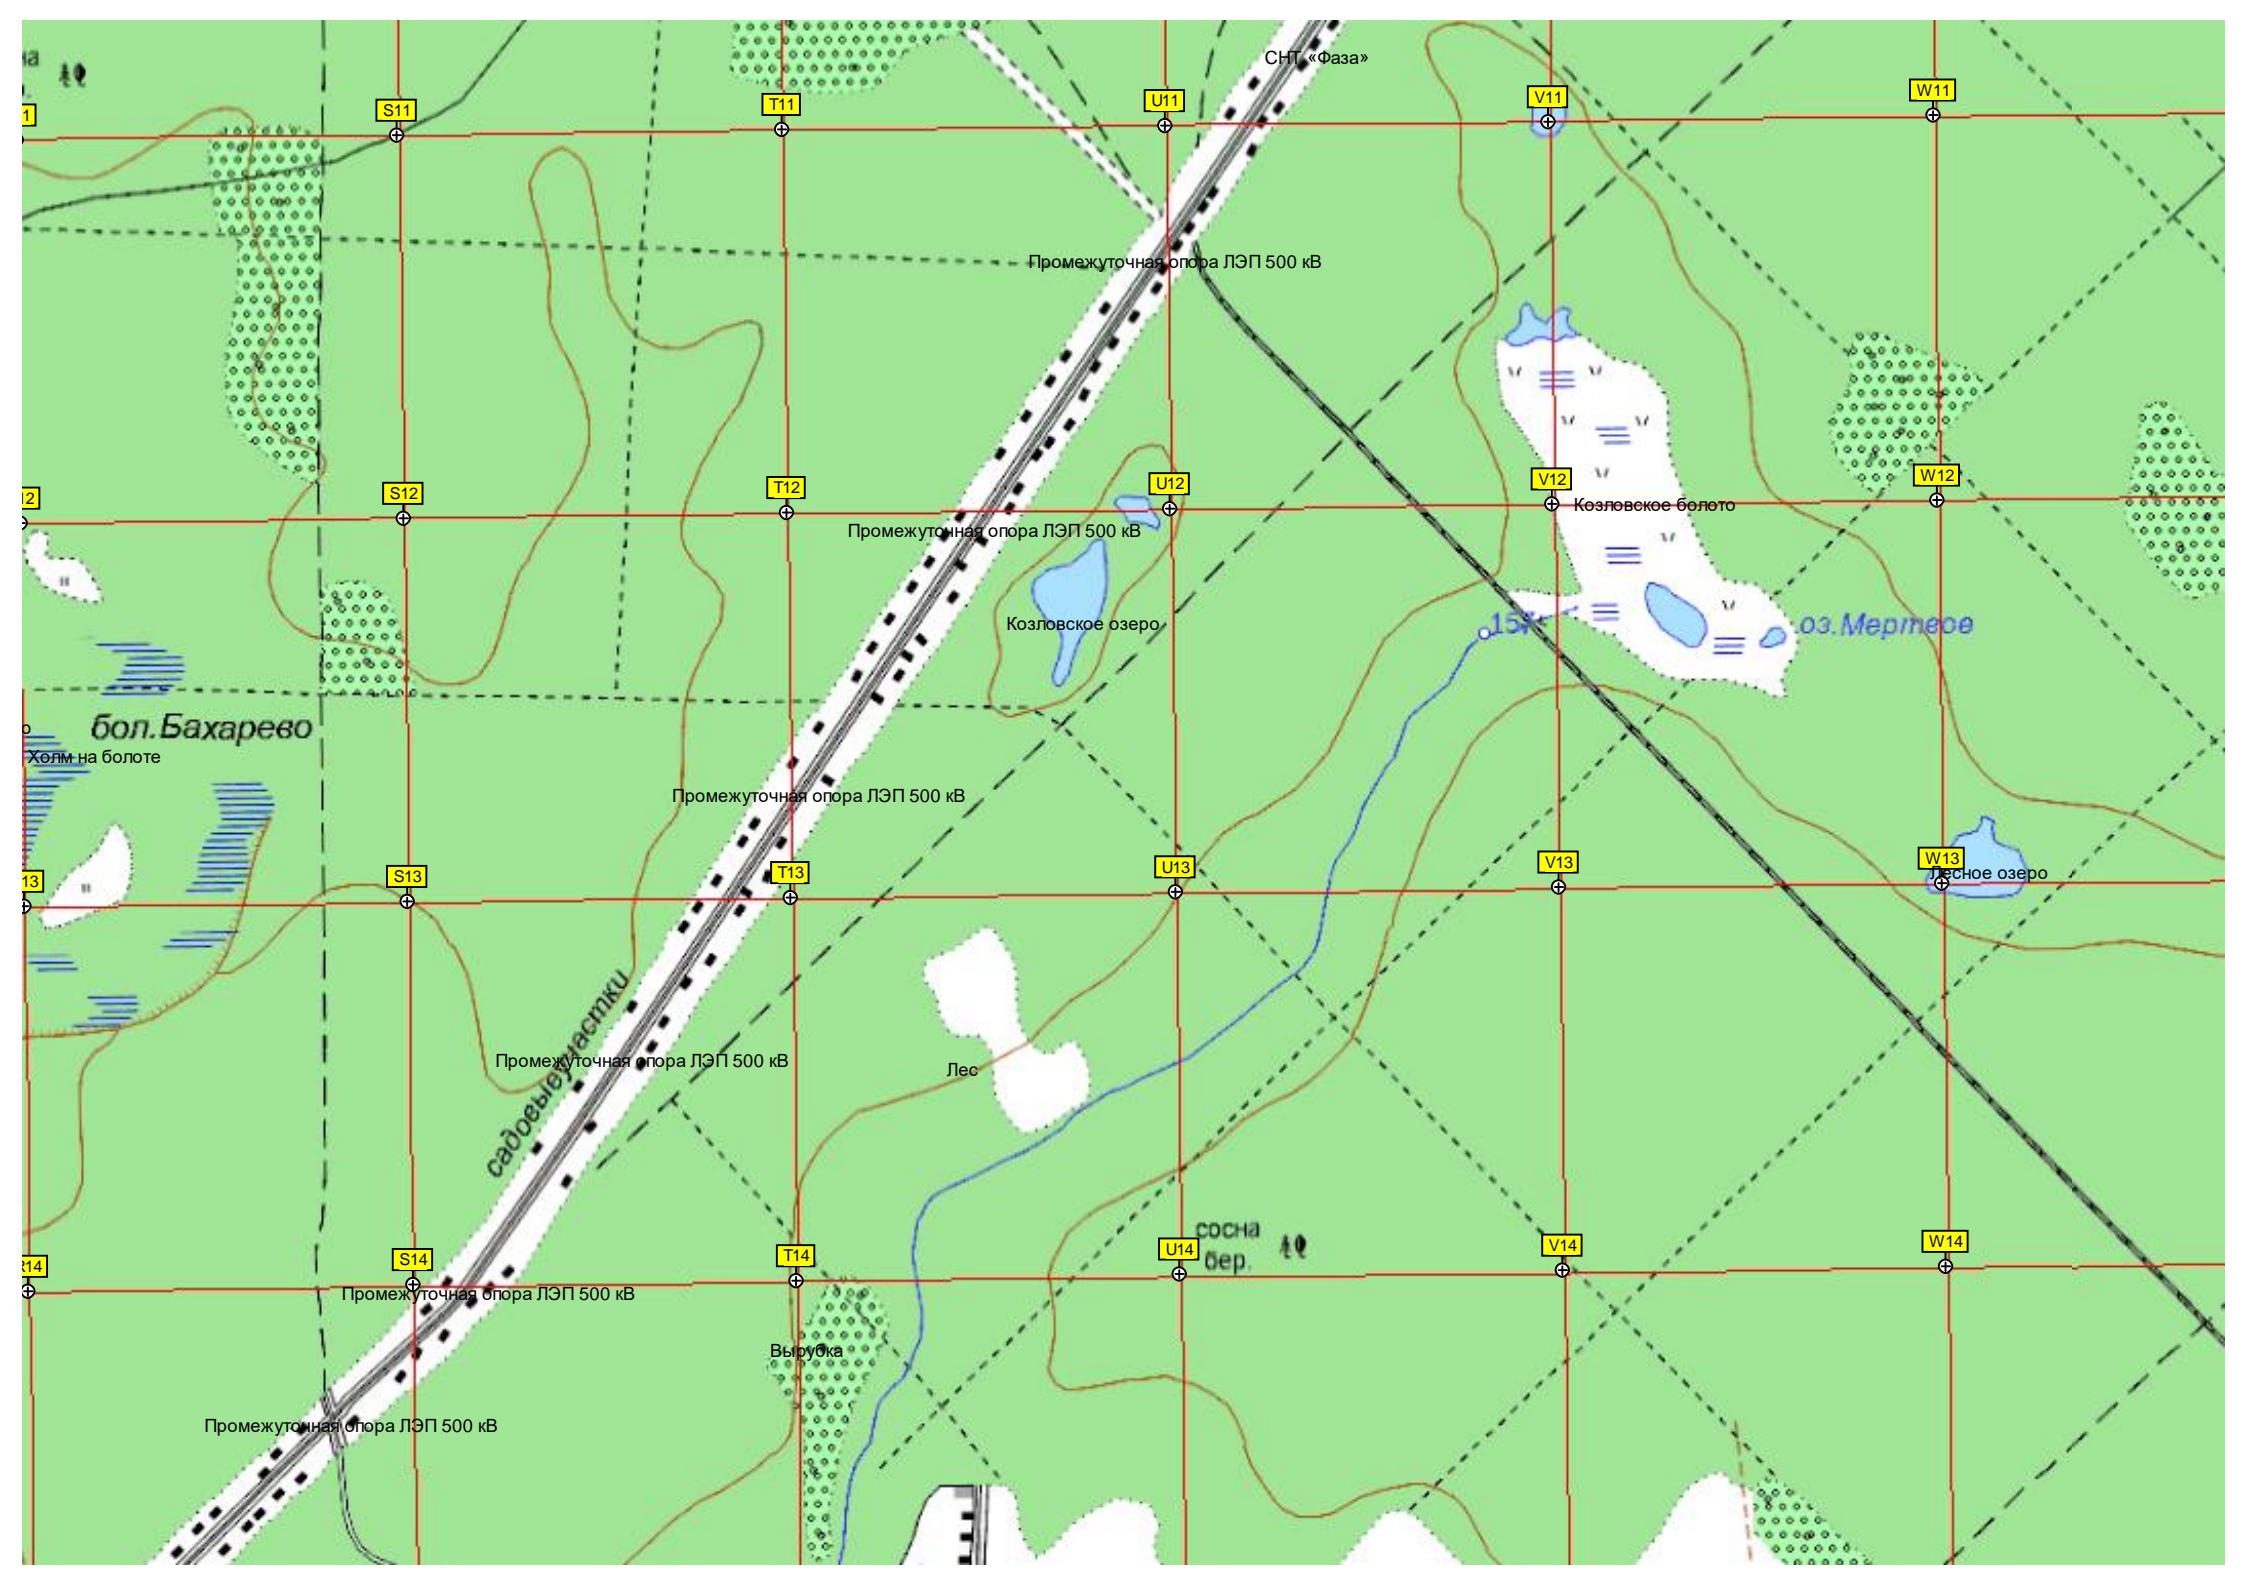 СНТ «Фаза»
W11
V11
U11
T11
S11
Промежуточная опора ЛЭП 500 кВ
W12
V12
U12
T12
S12
Козловское болото
Промежуточная опора ЛЭП 500 кВ
Козловское озеро
оз.Мертвое
бол.Бахарево
Холм на болоте
Промежуточная опора ЛЭП 500 кВ
W13
V13
U13
T13
S13
13
Лесное озеро
садовые участки
Промежуточная опора ЛЭП 500 кВ
Лес
сосна
бер.
W14
V14
U14
T14
S14
R14
Промежуточная опора ЛЭП 500 кВ
Вырубка
Промежуточная опора ЛЭП 500 кВ